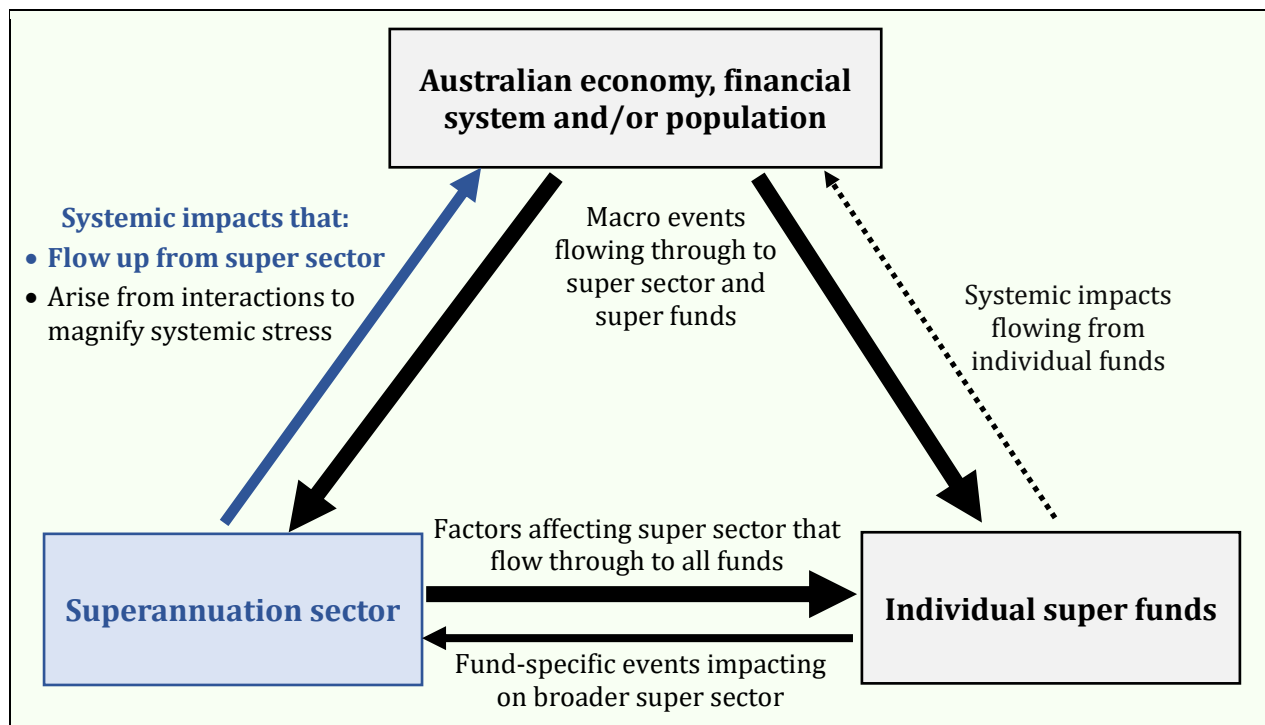 Australian economy, financial
system and/or population
Systemic impacts that:
• Flow up from super sector
• Arise from interactions to
magnify systemic stress
Macro events
flowing through to
super sector and
super funds
Systemic impacts
flowing from
individual funds
Factors affecting super sector that
flow through to all funds
Superannuation sector
Individual super funds
Fund-specific events impacting
on broader super sector